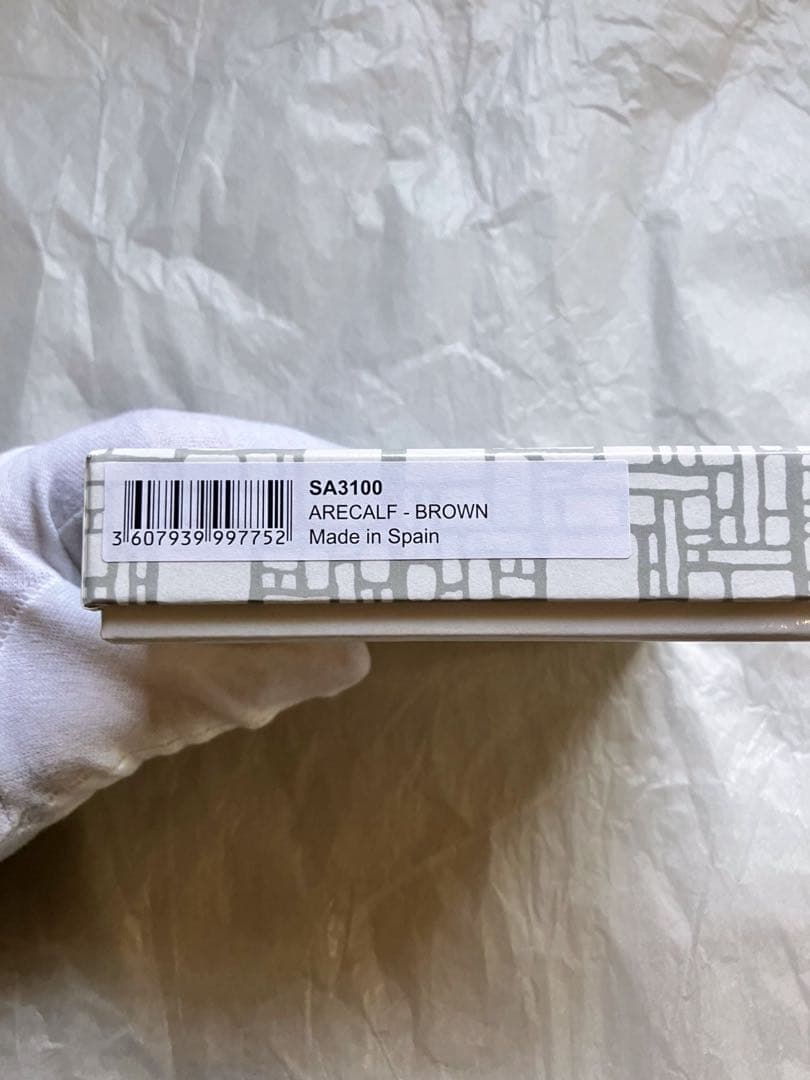 SA3100
ARECALF - BROWN
Made in Spain
3 607939 997752